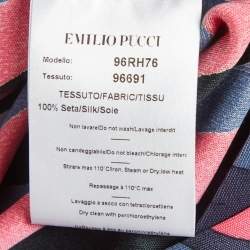 EMILIO PUCCI
Modello: 96RH76
Tessuto: 96691
TESSUTO/FABRIC/TISSU
100% Seta/Silk/Soie
Non lavare/Do not wash/Lavage interdit
Non candeggiabile/Do not bleach/Chlorage interdit
Stirare max 110°C/Iron, Steam or Dry, low heat
Repassage à 110°C max
Lavaggio a secco con tetracloroetilene
Dry clean with perchloroethylene